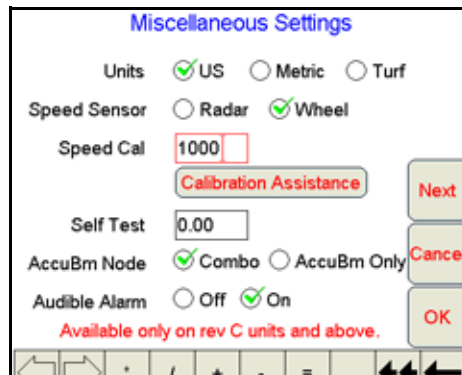 Miscellaneous Settings
Units US Metric Turf
Speed Sensor Radar Wheel
Speed Cal 1000
Calibration Assistance
Next
Self Test 0.00
AccuBm Node Combo AccuBm Only
Cance
Audible Alarm Off On
OK
Available only on rev C units and above.
* / + - =